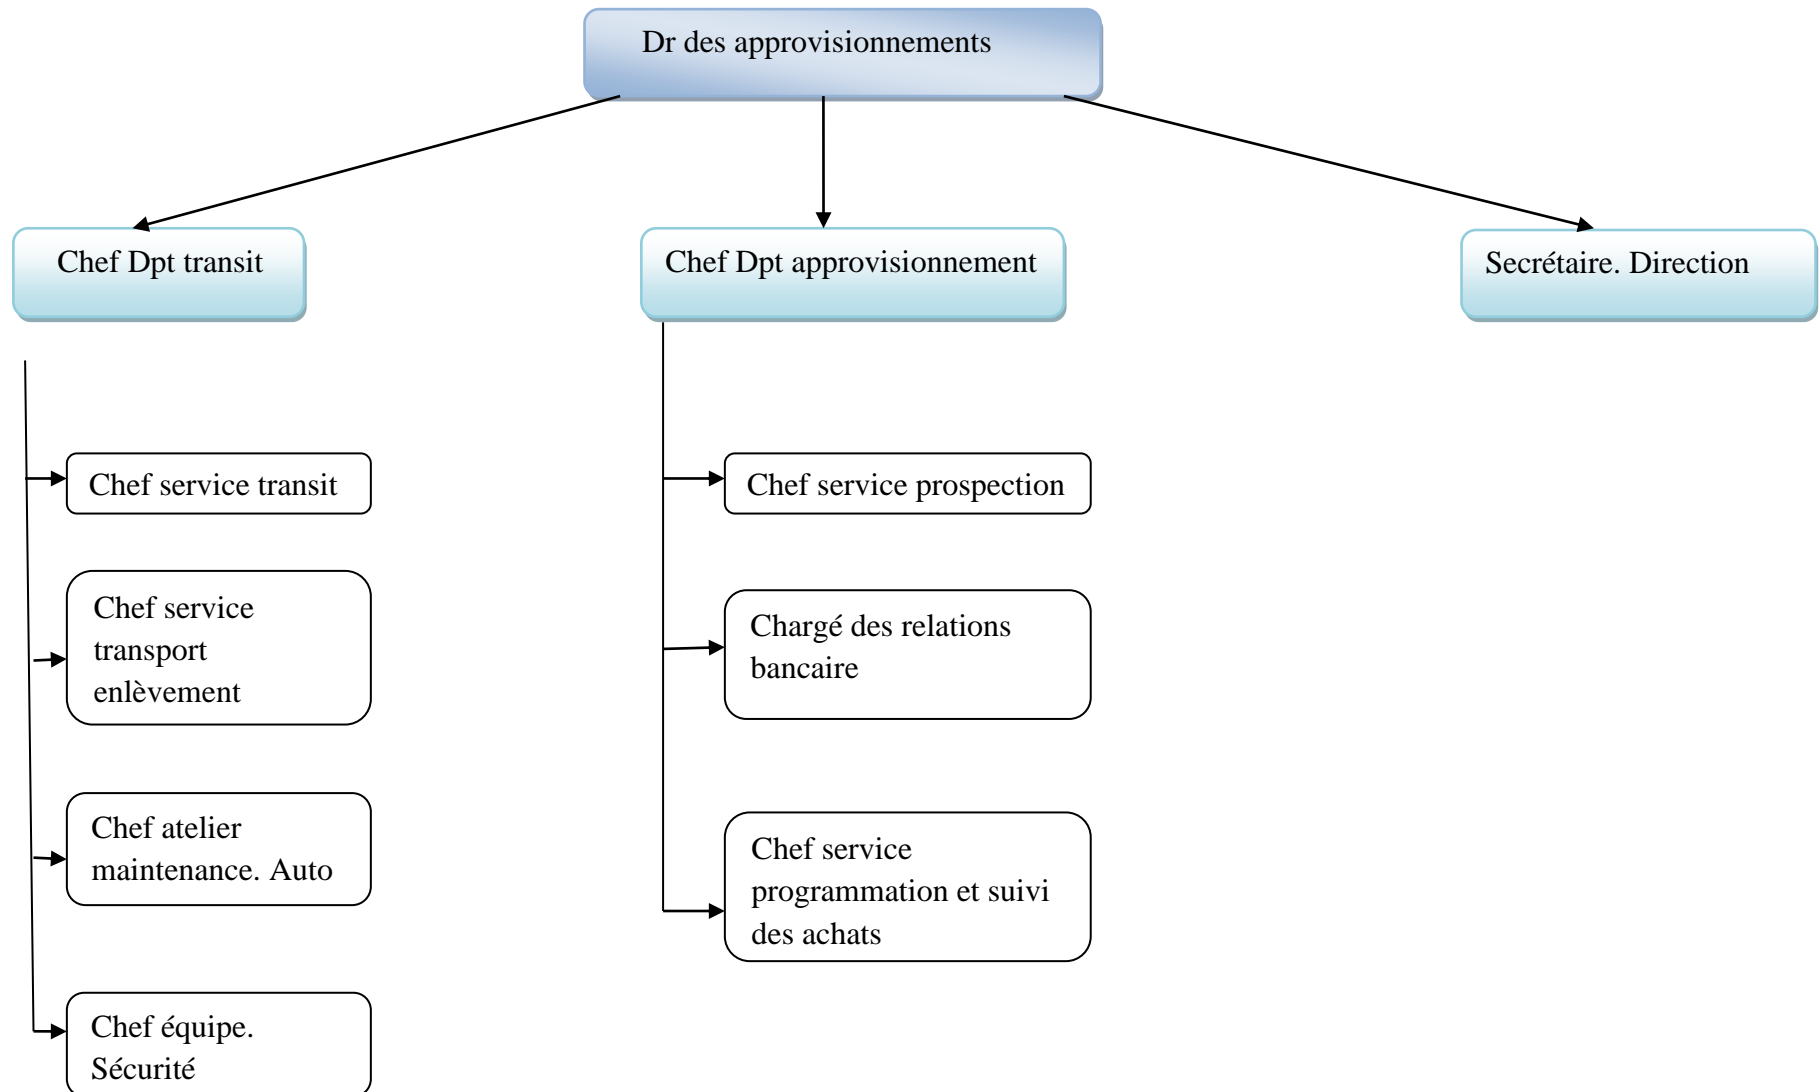 Dr des approvisionnements
Chef Dpt transit
Chef Dpt approvisionnement
Secrétaire. Direction
Chef service transit
Chef service
transport
enlèvement
Chef atelier
maintenance. Auto
Chef équipe.
Sécurité
Chef service prospection
Chargé des relations
bancaire
Chef service
programmation et suivi
des achats